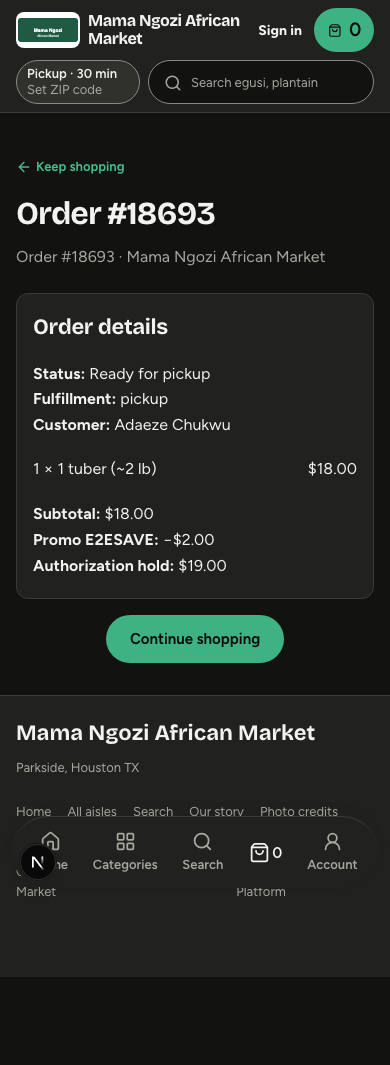 Mama Ngozi
African Market
Mama Ngozi African
Market
Sign in
0
Pickup · 30 min
Set ZIP code
Search egusi, plantain
← Keep shopping
Order #18693
Order #18693 · Mama Ngozi African Market
Order details
Status: Ready for pickup
Fulfillment: pickup
Customer: Adaeze Chukwu
1 × 1 tuber (~2 lb) $18.00
Subtotal: $18.00
Promo E2ESAVE: −$2.00
Authorization hold: $19.00
Continue shopping
Mama Ngozi African Market
Parkside, Houston TX
Home All aisles Search Our story Photo credits
N
Categories
Search
0
Account
Market
Platform